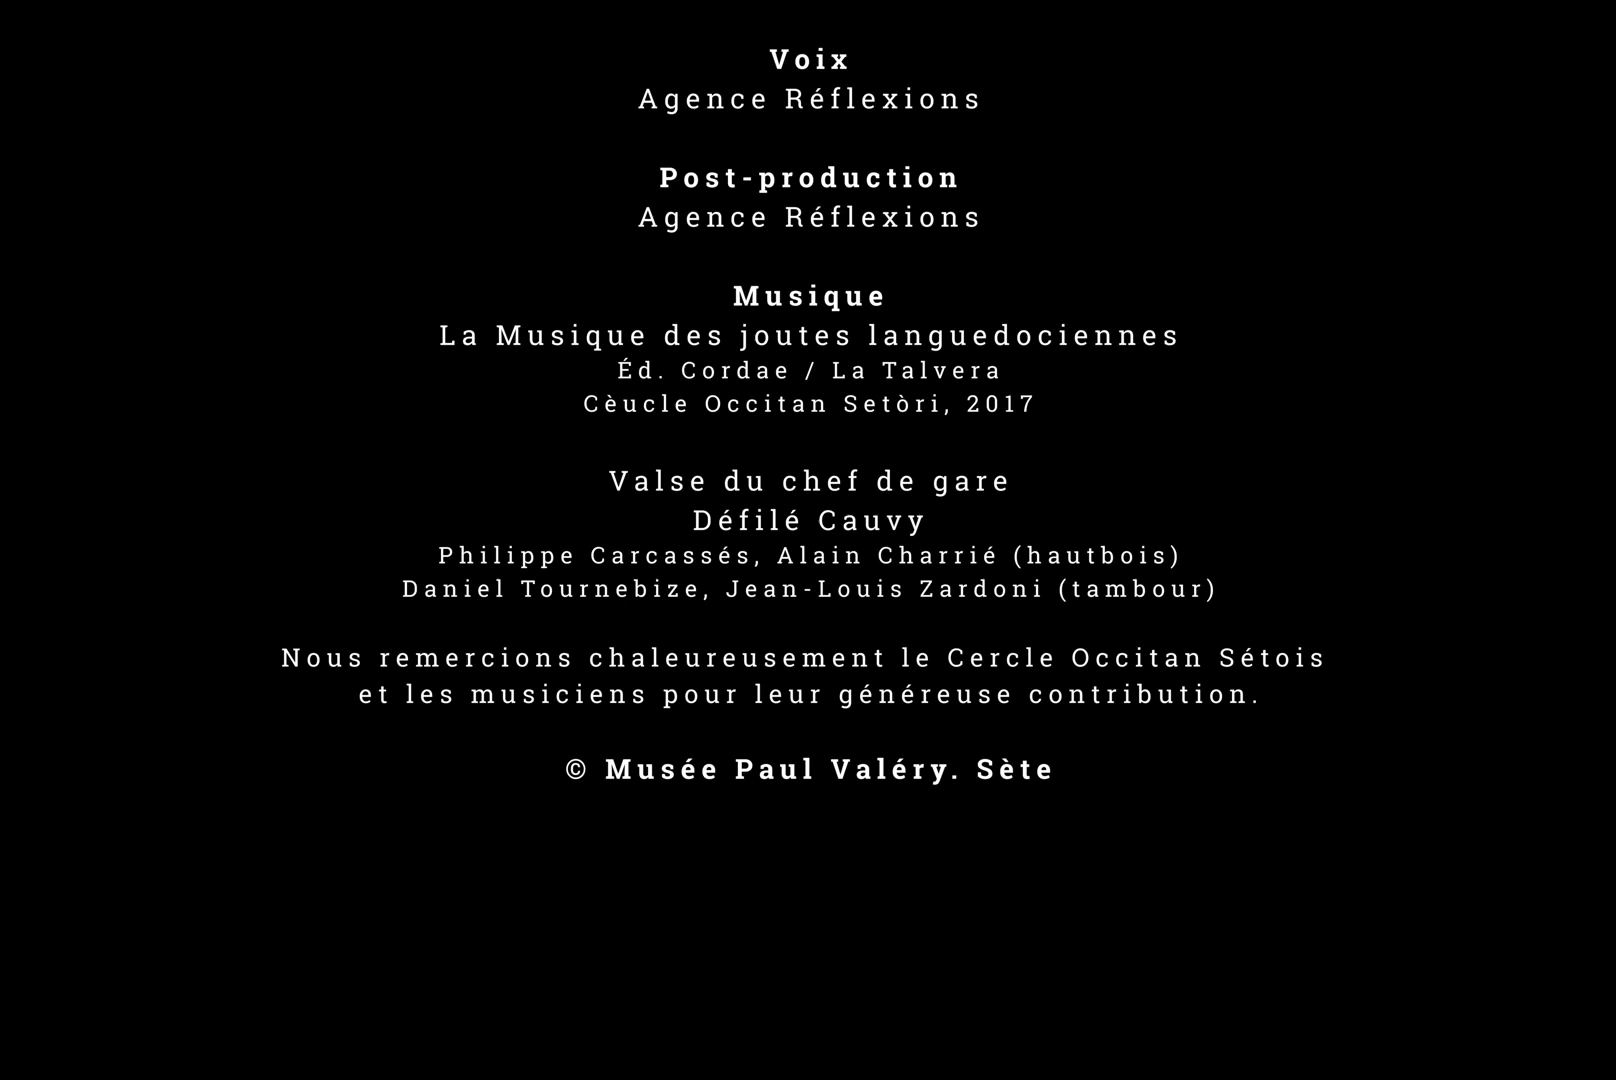 Voix
Agence Réflexions
Post-production
Agence Réflexions
Musique
La Musique des joutes languedociennes
Éd. Cordae / La Talvera
Cèucle Occitan Setòri, 2017
Valse du chef de gare
Défilé Cauvy
Philippe Carcassés, Alain Charrié (hautbois)
Daniel Tournebize, Jean-Louis Zardoni (tambour)
Nous remercions chaleureusement le Cercle Occitan Sétois
et les musiciens pour leur généreuse contribution.
© Musée Paul Valéry. Sète